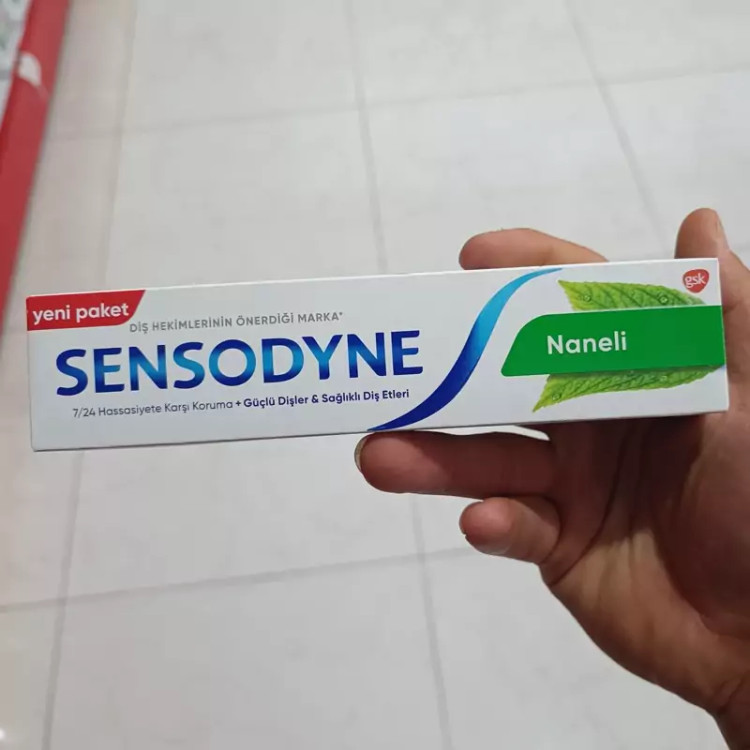 yeni paket
DİŞ HEKİMLERİNİN ÖNERDİĞİ MARKA*
SENSODYNE
7/24 Hassasiyete Karşı Koruma + Güçlü Dişler & Sağlıklı Diş Etleri
Naneli
gsk